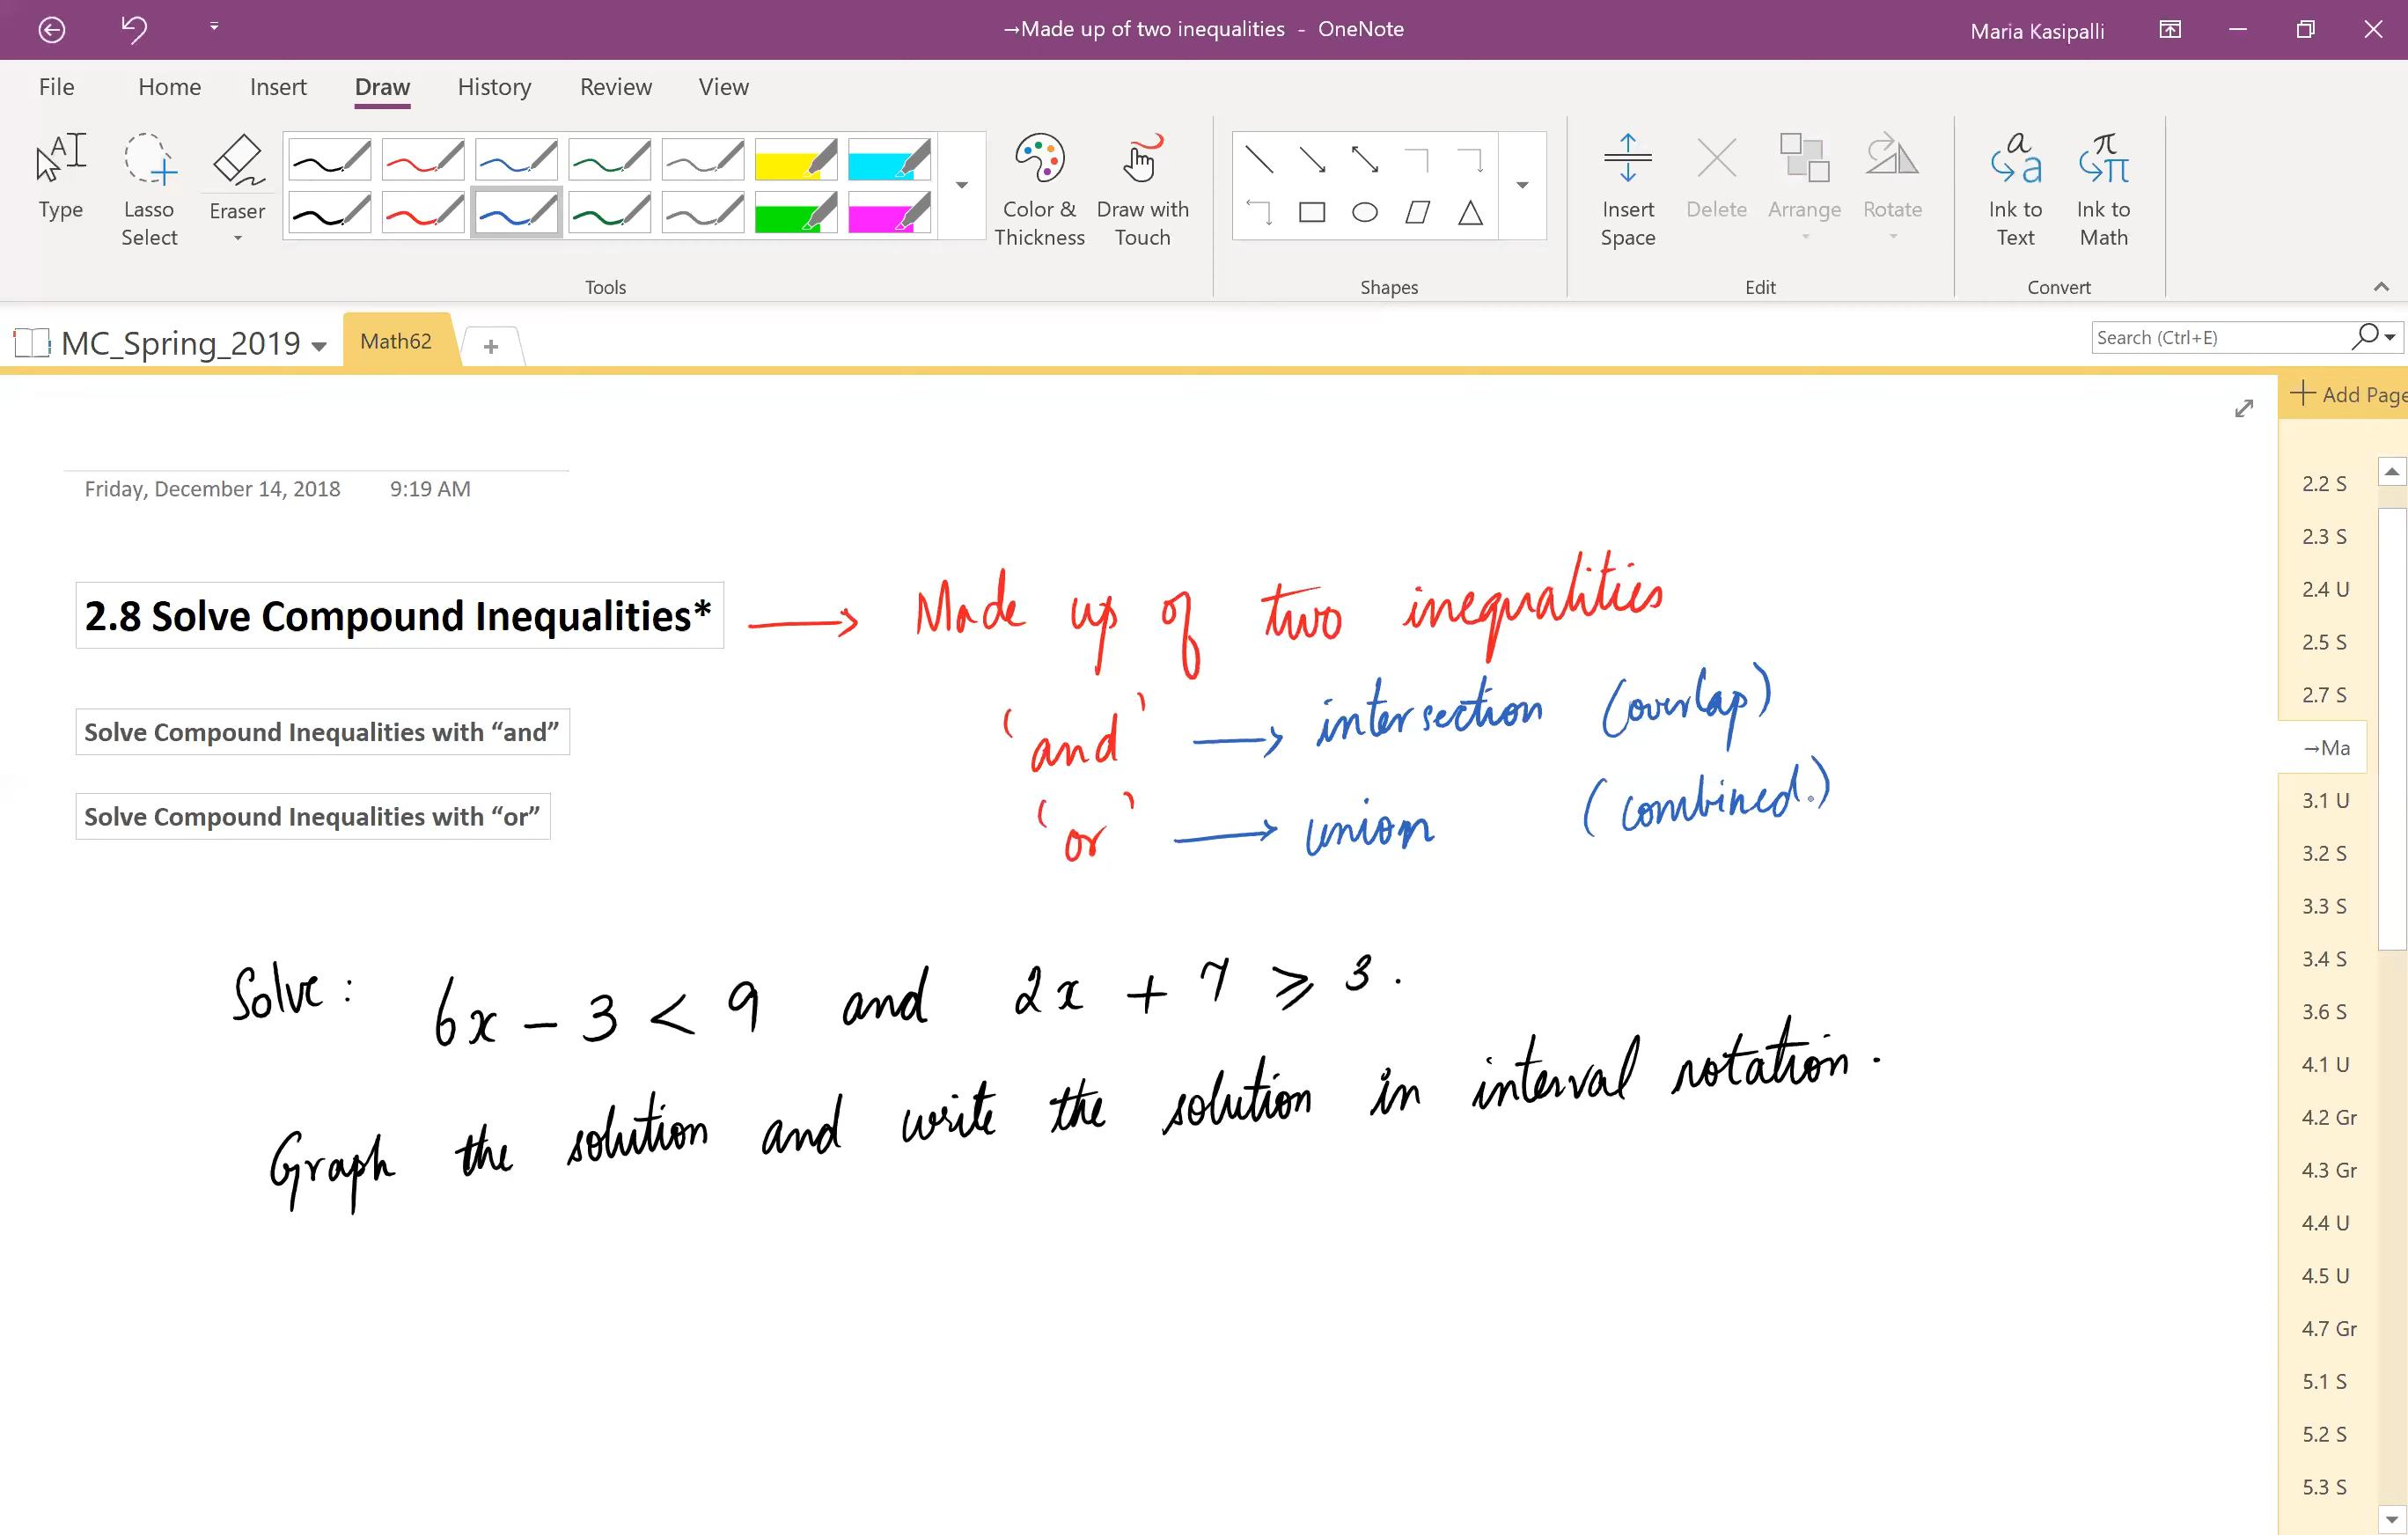 →Made up of two inequalities - OneNote
Maria Kasipalli
File Home Insert Draw History Review View
Type
Lasso Select
Eraser
Color & Thickness
Draw with Touch
Insert Space
Delete
Arrange
Rotate
Ink to Text
Ink to Math
Tools
Shapes
Edit
Convert
MC_Spring_2019
Math62
Search (Ctrl+E)
Add Page
Friday, December 14, 2018 9:19 AM
2.8 Solve Compound Inequalities* → Made up of two inequalities
Solve Compound Inequalities with “and”
'and' → intersection (overlap)
Solve Compound Inequalities with “or”
'or' → union (combined.)
Solve: 6x - 3 < 9 and 2x + 7 ⩾ 3.
Graph the solution and write the solution in interval notation.
2.2 S
2.3 S
2.4 U
2.5 S
2.7 S
→Ma
3.1 U
3.2 S
3.3 S
3.4 S
3.6 S
4.1 U
4.2 Gr
4.3 Gr
4.4 U
4.5 U
4.7 Gr
5.1 S
5.2 S
5.3 S